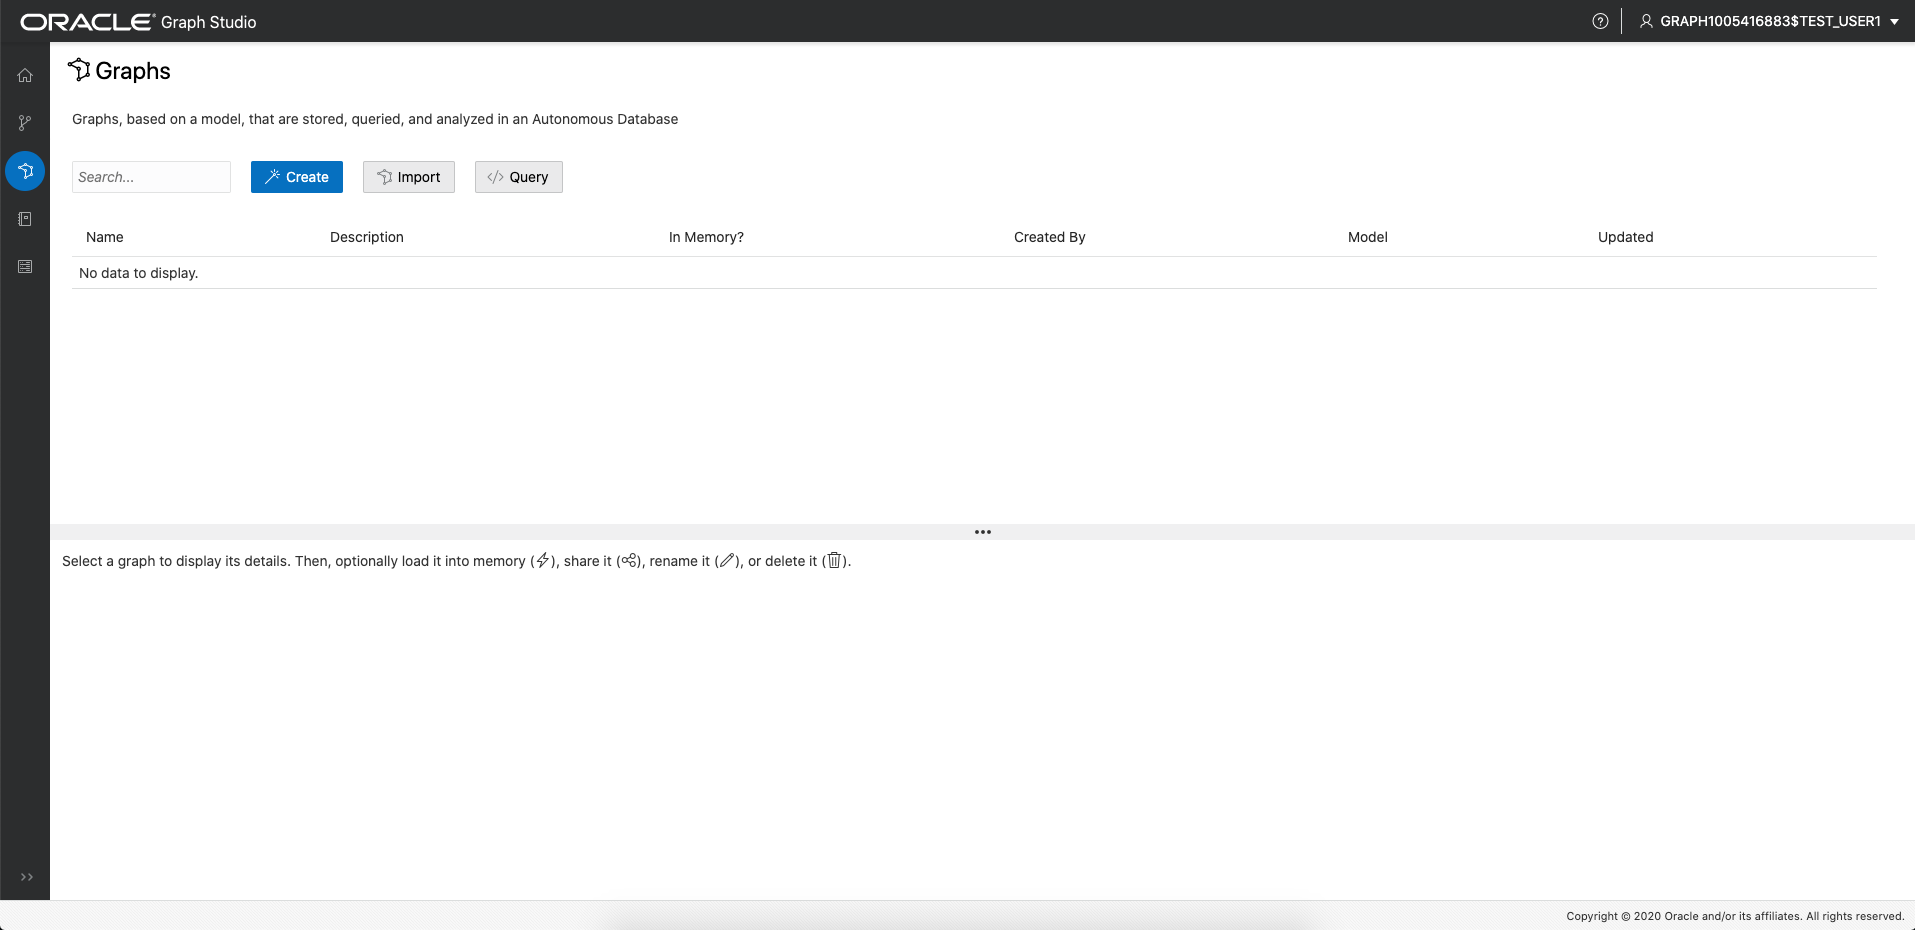 ORACLE® Graph Studio
GRAPH1005416883$TEST_USER1
Graphs
Graphs, based on a model, that are stored, queried, and analyzed in an Autonomous Database
Search... Create Import </> Query
Name Description In Memory? Created By Model Updated
No data to display.
Select a graph to display its details. Then, optionally load it into memory (), share it (), rename it (), or delete it ().
Copyright © 2020 Oracle and/or its affiliates. All rights reserved.